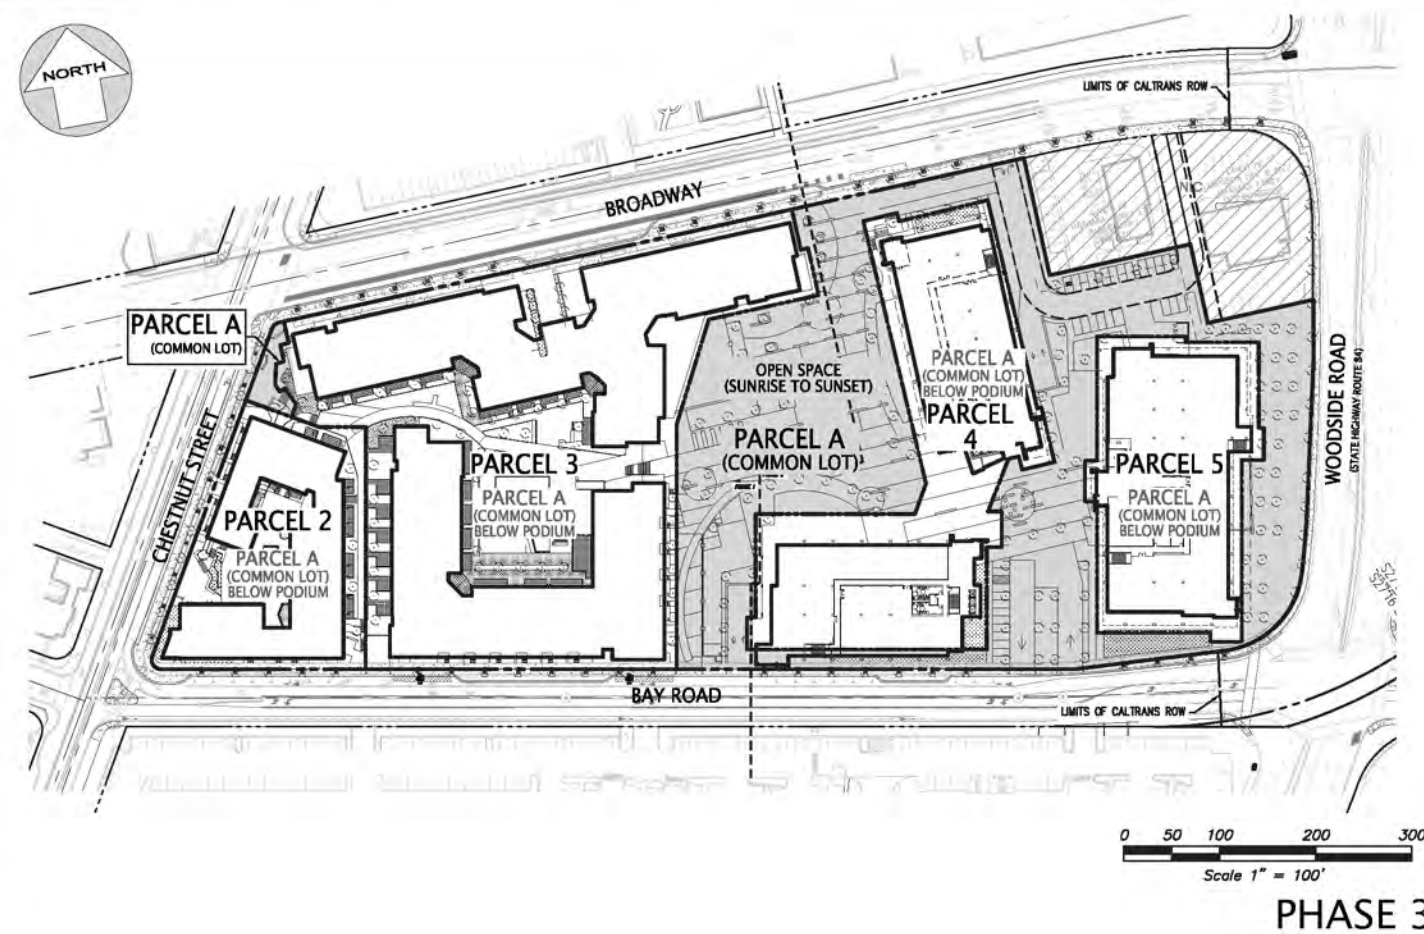 NORTH
LIMITS OF CALTRANS ROW
BROADWAY
PARCEL A
(COMMON LOT)
OPEN SPACE
(SUNRISE TO SUNSET)
PARCEL A
(COMMON LOT)
BELOW PODIUM
PARCEL
4
PARCEL A
(COMMON LOT)
WOODSIDE ROAD
(STATE HIGHWAY ROUTE 84)
CHESTNUT STREET
PARCEL 3
PARCEL A
(COMMON LOT)
BELOW PODIUM
PARCEL 5
PARCEL A
(COMMON LOT)
BELOW PODIUM
PARCEL 2
PARCEL A
(COMMON LOT)
BELOW PODIUM
BAY ROAD
LIMITS OF CALTRANS ROW
0 50 100 200 300
Scale 1" = 100'
PHASE 3